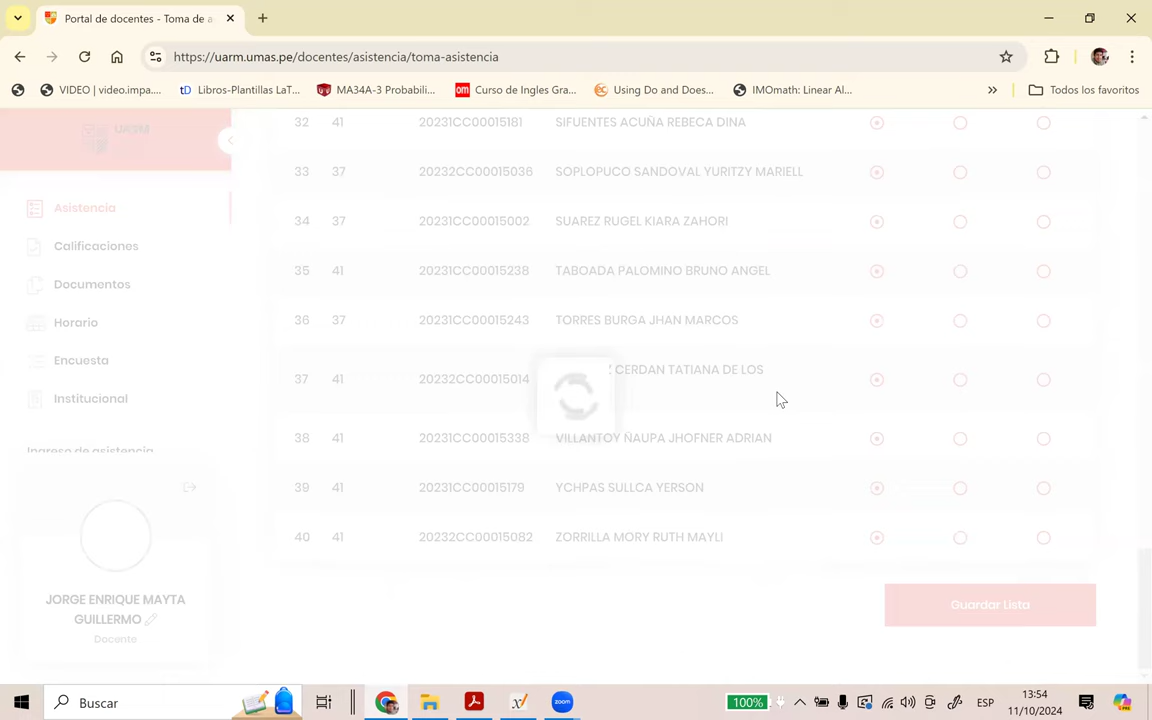 Portal de docentes - Toma de a
https://uarm.umas.pe/docentes/asistencia/toma-asistencia
VIDEO | video.impa....
Libros-Plantillas LaT...
MA34A-3 Probabili...
Curso de Ingles Gra...
Using Do and Does...
IMOmath: Linear Al...
»
Todos los favoritos
UARM
32 41 20231CC00015181 SIFUENTES ACUÑA REBECA DINA
33 37 20232CC00015036 SOPLOPUCO SANDOVAL YURITZY MARIELL
34 37 20231CC00015002 SUAREZ RUGEL KIARA ZAHORI
35 41 20231CC00015238 TABOADA PALOMINO BRUNO ANGEL
36 37 20231CC00015243 TORRES BURGA JHAN MARCOS
37 41 20232CC00015014 Z CERDAN TATIANA DE LOS
38 41 20231CC00015338 VILLANTOY ÑAUPA JHOFNER ADRIAN
39 41 20231CC00015179 YCHPAS SULLCA YERSON
40 41 20232CC00015082 ZORRILLA MORY RUTH MAYLI
Guardar Lista
Asistencia
Calificaciones
Documentos
Horario
Encuesta
Institucional
Ingreso de asistencia
JORGE ENRIQUE MAYTA
GUILLERMO
Docente
Buscar
zoom
100%
ESP
13:54
11/10/2024